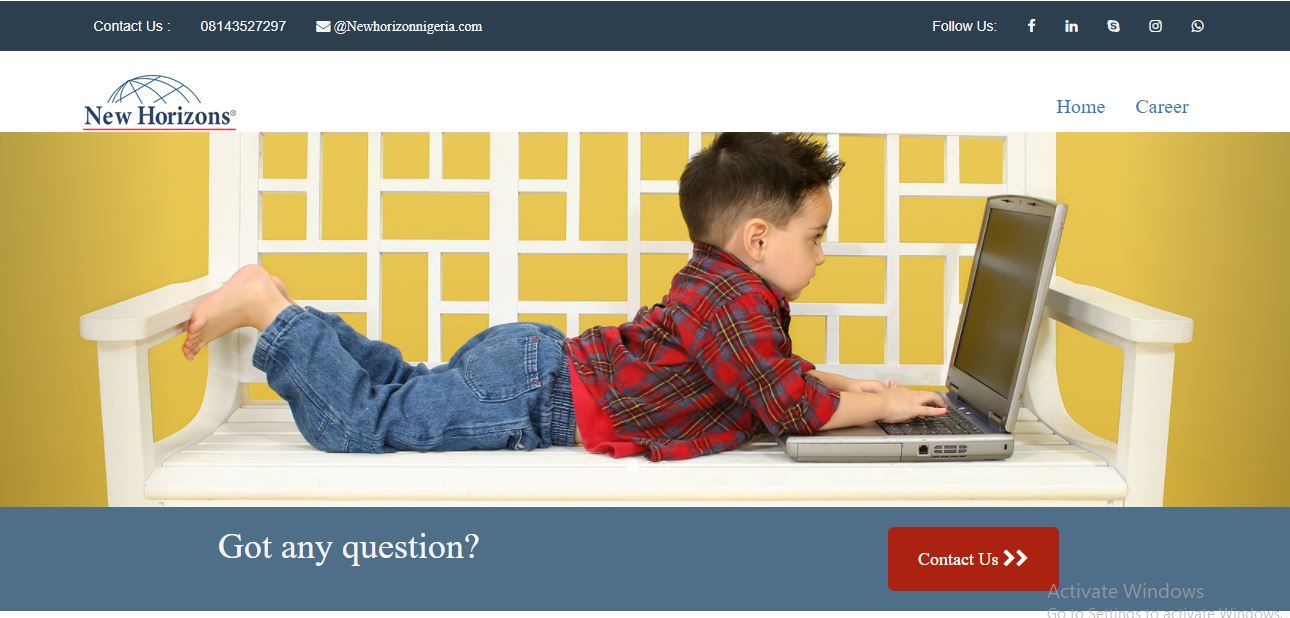 Contact Us : 08143527297 @Newhorizonnigeria.com Follow Us:
New Horizons®
Home Career
Got any question?
Contact Us
Activate Windows
Go to Settings to activate Windows.